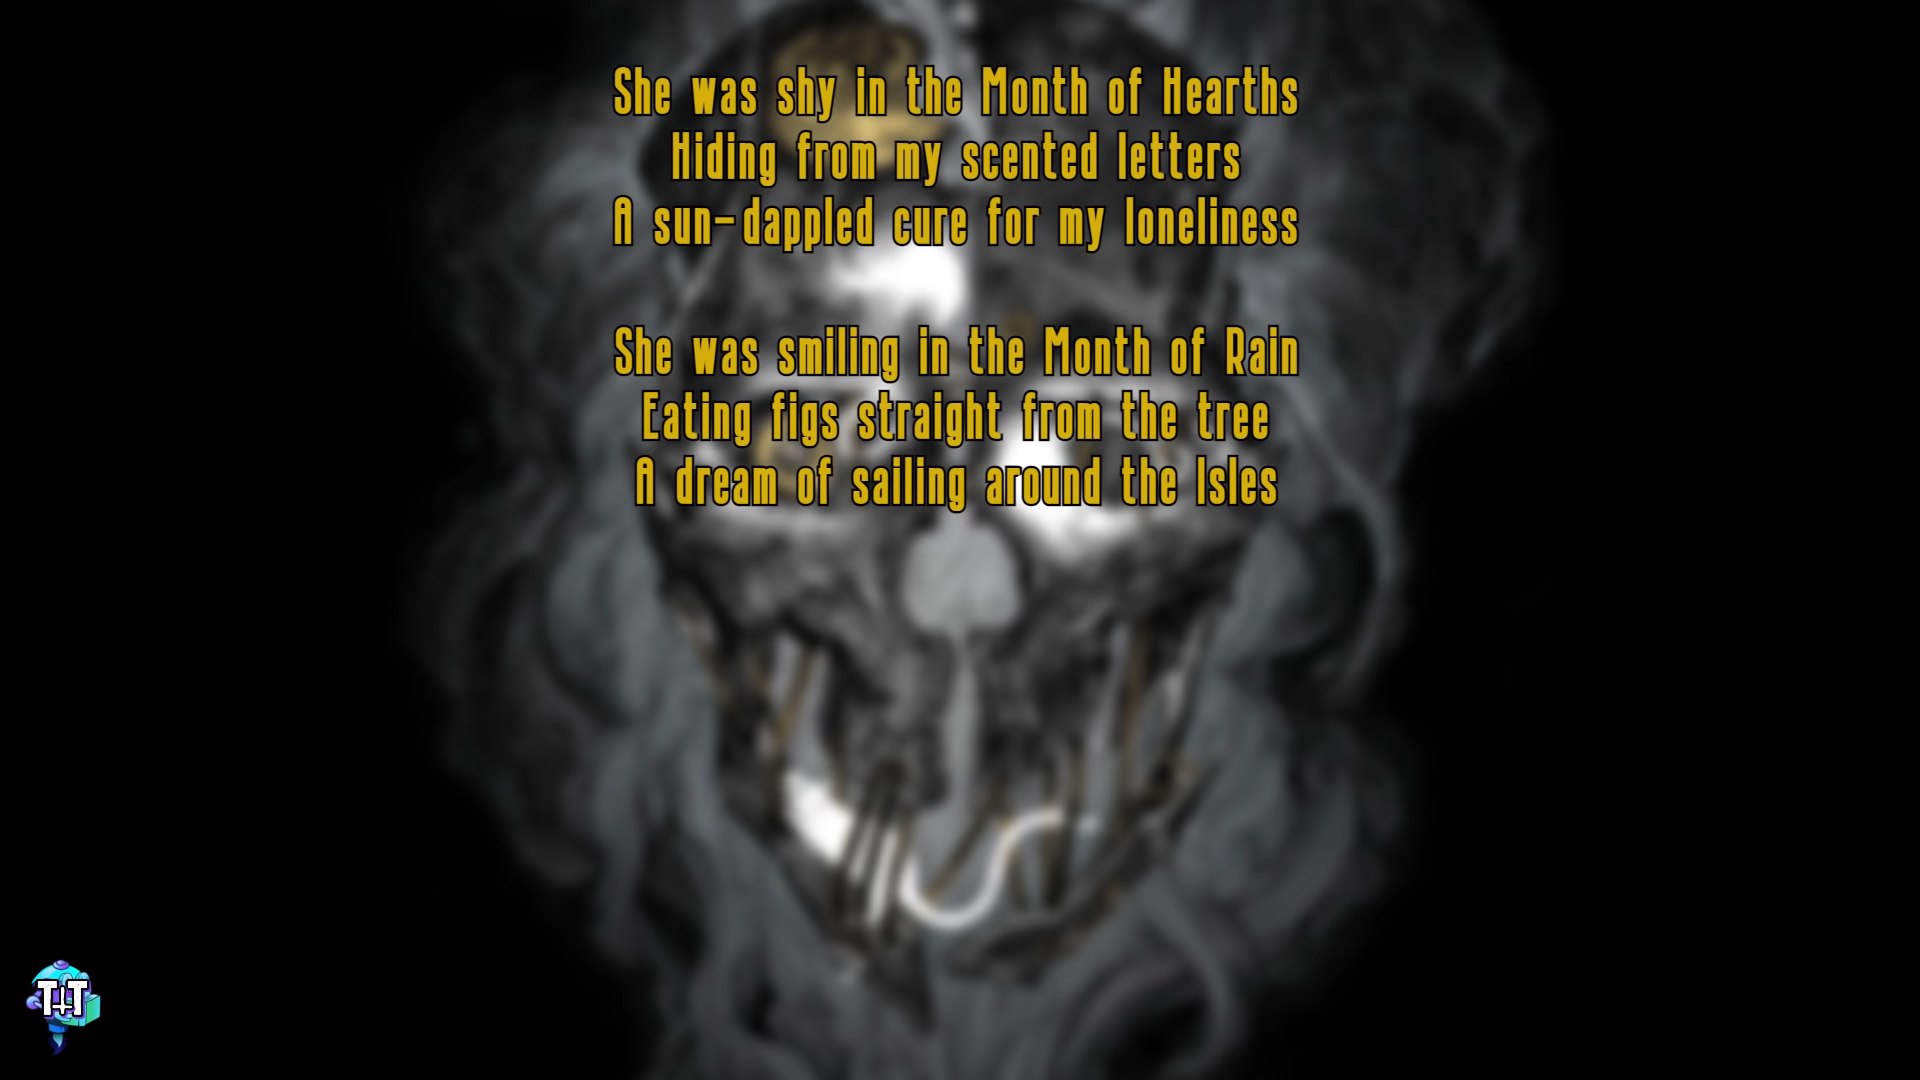 She was shy in the Month of Hearths
Hiding from my scented letters
A sun-dappled cure for my loneliness
She was smiling in the Month of Rain
Eating figs straight from the tree
A dream of sailing around the Isles
T+T